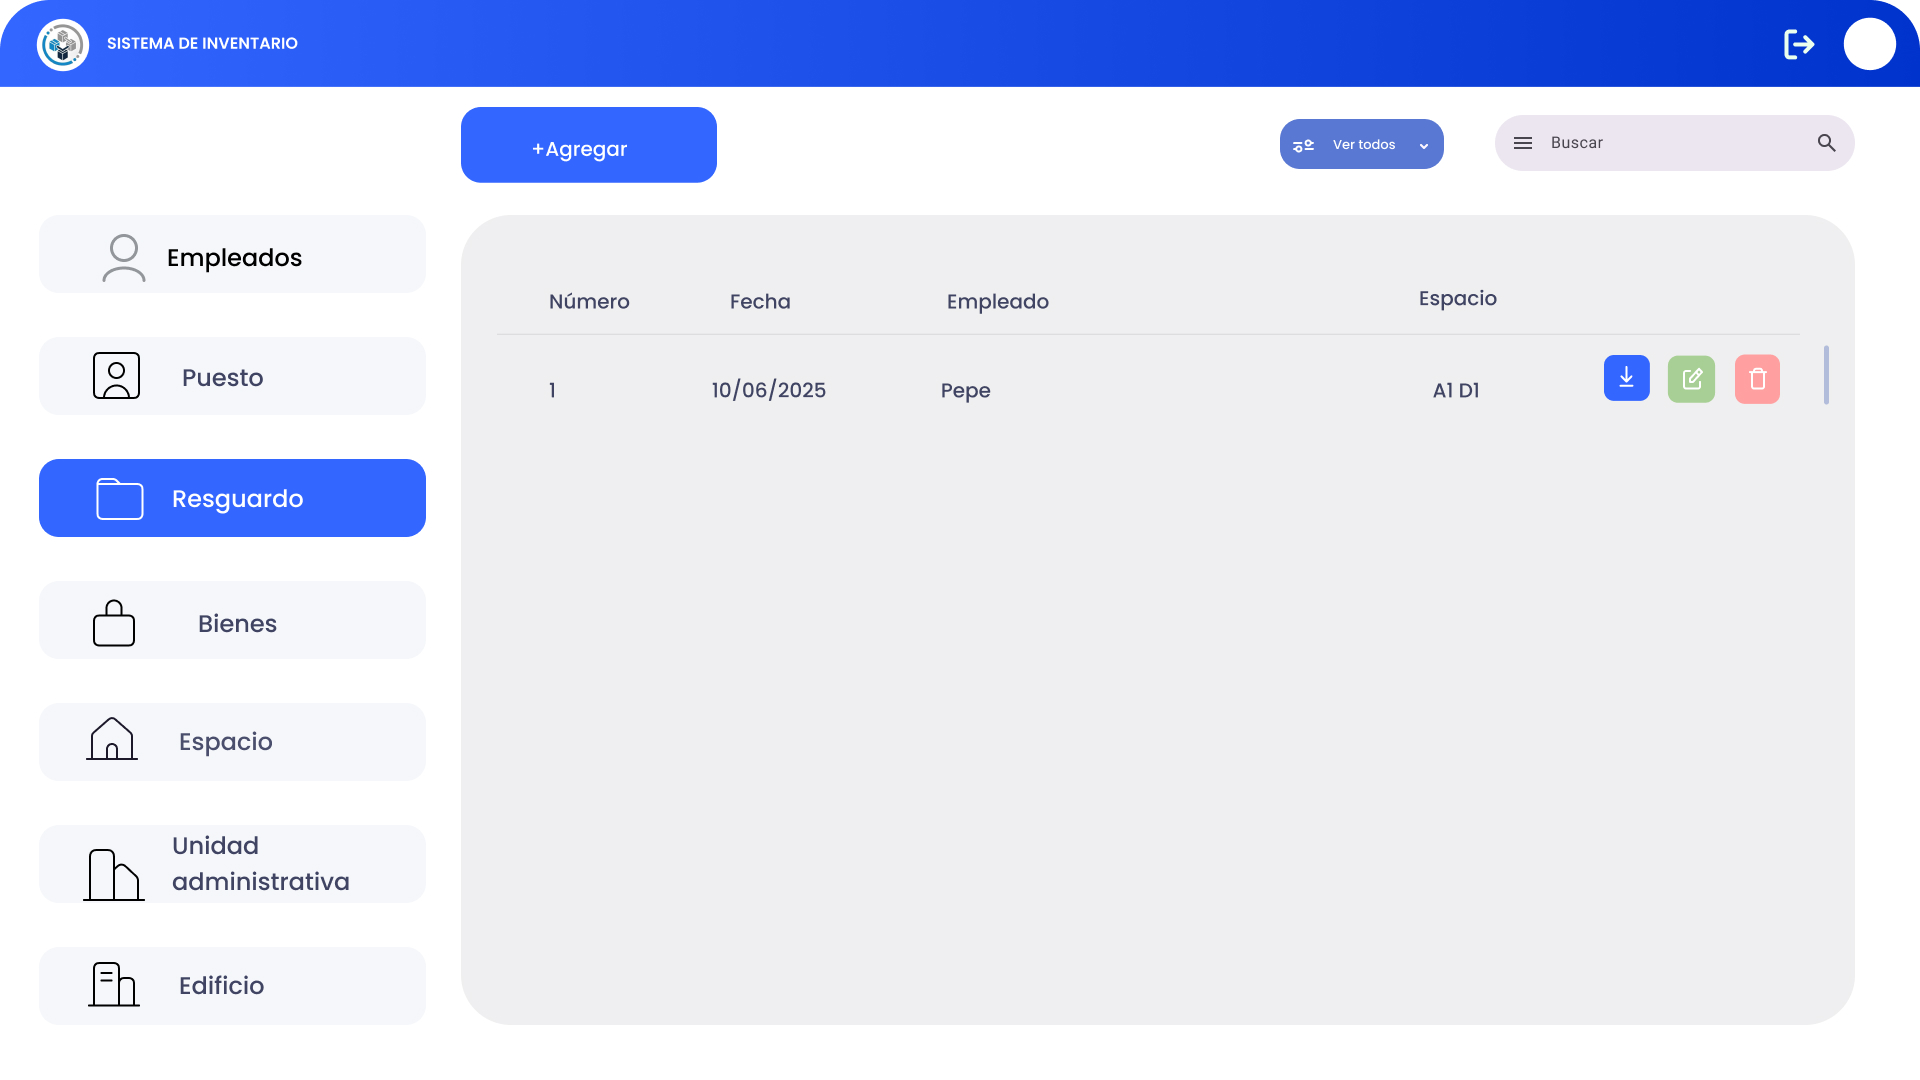 SISTEMA DE INVENTARIO
+Agregar
Ver todos
Buscar
Empleados
Puesto
Resguardo
Bienes
Espacio
Unidad
administrativa
Edificio
Número Fecha Empleado Espacio
1 10/06/2025 Pepe A1 D1